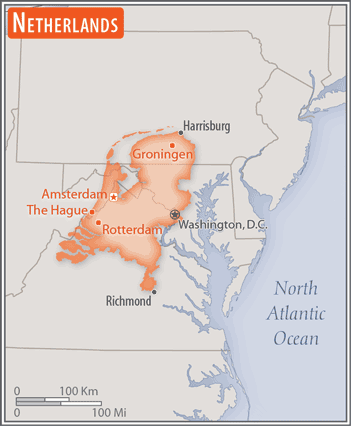 NETHERLANDS
Harrisburg
Groningen
Amsterdam
The Hague
Rotterdam
Washington, D.C.
Richmond
North
Atlantic
Ocean
0 100 Km
0 100 Mi